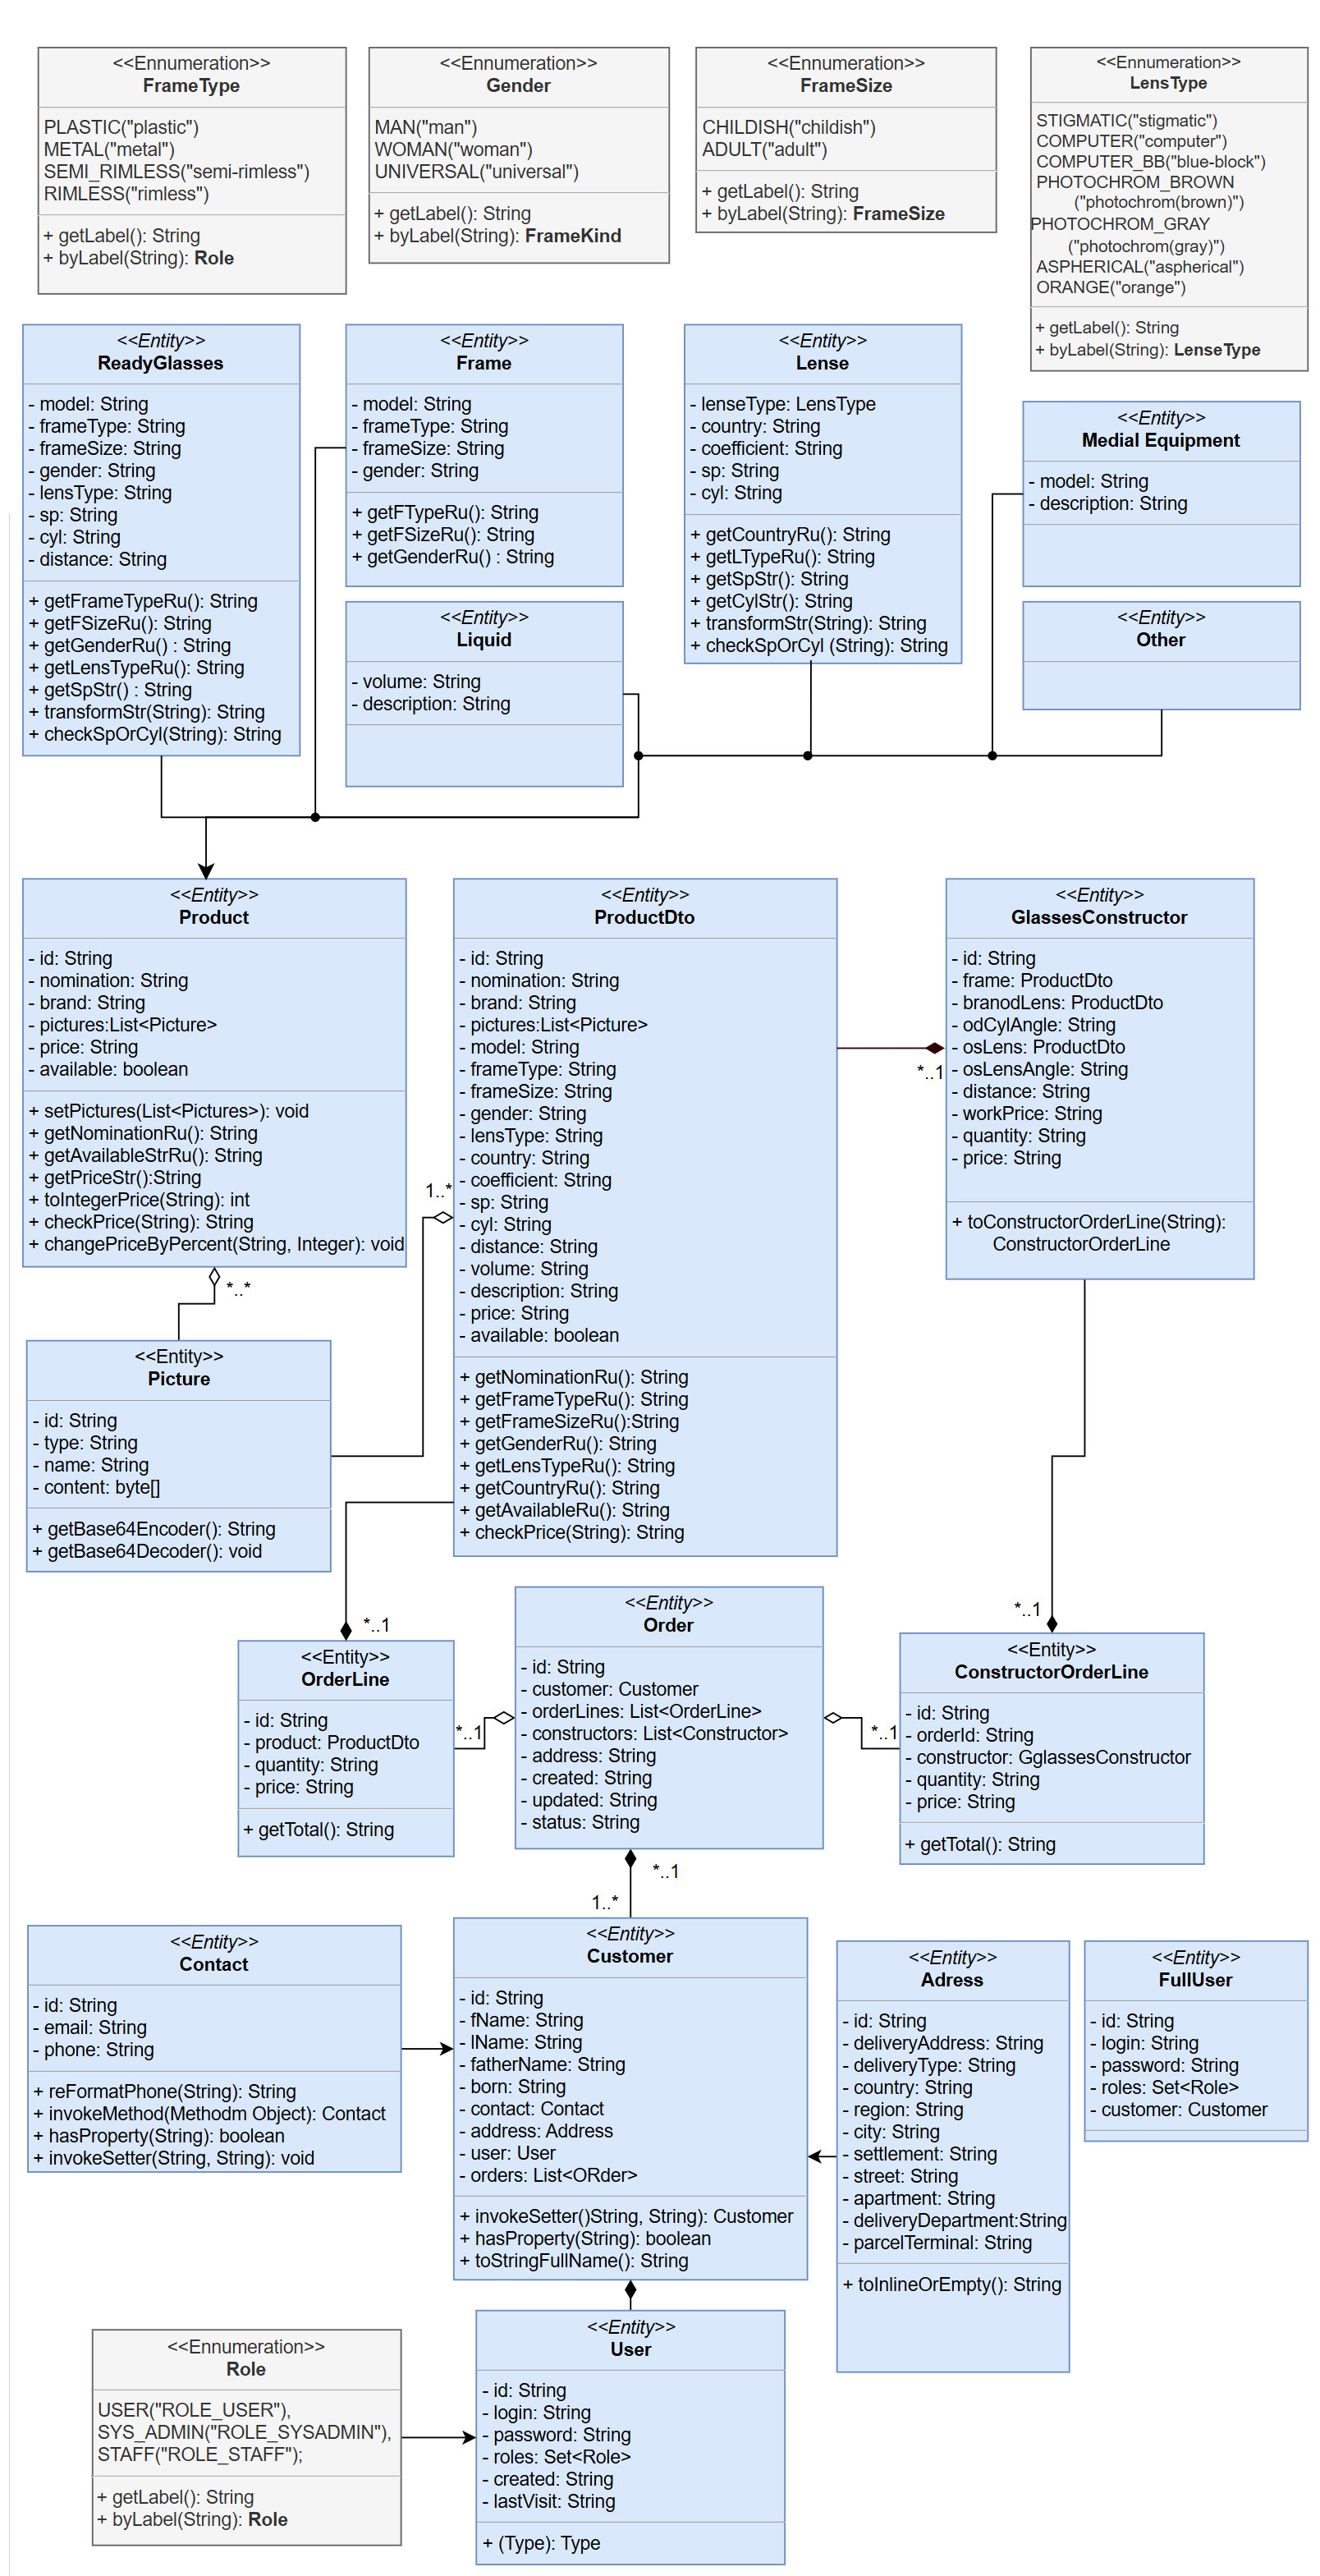 <<Ennumeration>>
FrameType
PLASTIC("plastic")
METAL("metal")
SEMI_RIMLESS("semi-rimless")
RIMLESS("rimless")
+ getLabel(): String
+ byLabel(String): Role
<<Ennumeration>>
Gender
MAN("man")
WOMAN("woman")
UNIVERSAL("universal")
+ getLabel(): String
+ byLabel(String): FrameKind
<<Ennumeration>>
FrameSize
CHILDISH("childish")
ADULT("adult")
+ getLabel(): String
+ byLabel(String): FrameSize
<<Ennumeration>>
LensType
STIGMATIC("stigmatic")
COMPUTER("computer")
COMPUTER_BB("blue-block")
PHOTOCHROM_BROWN
("photochrom(brown)")
PHOTOCHROM_GRAY
("photochrom(gray)")
ASPHERICAL("aspherical")
ORANGE("orange")
+ getLabel(): String
+ byLabel(String): LenseType
<<Entity>>
ReadyGlasses
- model: String
- frameType: String
- frameSize: String
- gender: String
- lensType: String
- sp: String
- cyl: String
- distance: String
+ getFrameTypeRu(): String
+ getFSizeRu(): String
+ getGenderRu() : String
+ getLensTypeRu(): String
+ getSpStr() : String
+ transformStr(String): String
+ checkSpOrCyl(String): String
<<Entity>>
Frame
- model: String
- frameType: String
- frameSize: String
- gender: String
+ getFTypeRu(): String
+ getFSizeRu(): String
+ getGenderRu() : String
<<Entity>>
Liquid
- volume: String
- description: String
<<Entity>>
Lense
- lenseType: LensType
- country: String
- coefficient: String
- sp: String
- cyl: String
+ getCountryRu(): String
+ getLTypeRu(): String
+ getSpStr(): String
+ getCylStr(): String
+ transformStr(String): String
+ checkSpOrCyl (String): String
<<Entity>>
Medial Equipment
- model: String
- description: String
<<Entity>>
Other
<<Entity>>
Product
- id: String
- nomination: String
- brand: String
- pictures:List<Picture>
- price: String
- available: boolean
+ setPictures(List<Pictures>): void
+ getNominationRu(): String
+ getAvailableStrRu(): String
+ getPriceStr():String
+ toIntegerPrice(String): int
+ checkPrice(String): String
+ changePriceByPercent(String, Integer): void
*..*
<<Entity>>
Picture
- id: String
- type: String
- name: String
- content: byte[]
+ getBase64Encoder(): String
+ getBase64Decoder(): void
1..*
<<Entity>>
ProductDto
- id: String
- nomination: String
- brand: String
- pictures:List<Picture>
- model: String
- frameType: String
- frameSize: String
- gender: String
- lensType: String
- country: String
- coefficient: String
- sp: String
- cyl: String
- distance: String
- volume: String
- description: String
- price: String
- available: boolean
+ getNominationRu(): String
+ getFrameTypeRu(): String
+ getFrameSizeRu():String
+ getGenderRu(): String
+ getLensTypeRu(): String
+ getCountryRu(): String
+ getAvailableRu(): String
+ checkPrice(String): String
*..1
<<Entity>>
GlassesConstructor
- id: String
- frame: ProductDto
- branodLens: ProductDto
- odCylAngle: String
- osLens: ProductDto
- osLensAngle: String
- distance: String
- workPrice: String
- quantity: String
- price: String
+ toConstructorOrderLine(String):
ConstructorOrderLine
*..1
<<Entity>>
OrderLine
- id: String
- product: ProductDto
- quantity: String
- price: String
+ getTotal(): String
*..1
<<Entity>>
Order
- id: String
- customer: Customer
- orderLines: List<OrderLine>
- constructors: List<Constructor>
- address: String
- created: String
- updated: String
- status: String
*..1
*..1
<<Entity>>
ConstructorOrderLine
- id: String
- orderId: String
- constructor: GglassesConstructor
- quantity: String
- price: String
+ getTotal(): String
*..1
1..*
<<Entity>>
Contact
- id: String
- email: String
- phone: String
+ reFormatPhone(String): String
+ invokeMethod(Methodm Object): Contact
+ hasProperty(String): boolean
+ invokeSetter(String, String): void
<<Entity>>
Customer
- id: String
- fName: String
- lName: String
- fatherName: String
- born: String
- contact: Contact
- address: Address
- user: User
- orders: List<ORder>
+ invokeSetter()String, String): Customer
+ hasProperty(String): boolean
+ toStringFullName(): String
<<Entity>>
Adress
- id: String
- deliveryAddress: String
- deliveryType: String
- country: String
- region: String
- city: String
- settlement: String
- street: String
- apartment: String
- deliveryDepartment:String
- parcelTerminal: String
+ toInlineOrEmpty(): String
<<Entity>>
FullUser
- id: String
- login: String
- password: String
- roles: Set<Role>
- customer: Customer
<<Ennumeration>>
Role
USER("ROLE_USER"),
SYS_ADMIN("ROLE_SYSADMIN"),
STAFF("ROLE_STAFF");
+ getLabel(): String
+ byLabel(String): Role
<<Entity>>
User
- id: String
- login: String
- password: String
- roles: Set<Role>
- created: String
- lastVisit: String
+ (Type): Type